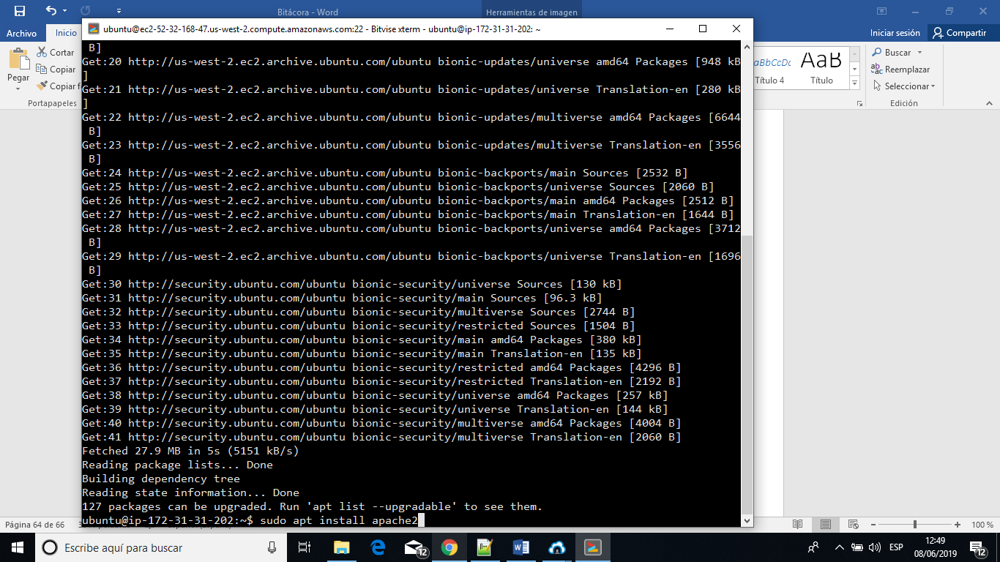 Bitácora - Word
Herramientas de imagen
Archivo
Inicio
Iniciar sesión
Compartir
Pegar
Cortar
Copiar
Copiar f
Portapapeles
aBbCcDc
AaB
Título 4
Título
Buscar
Reemplazar
Seleccionar
Edición
ubuntu@ec2-52-32-168-47.us-west-2.compute.amazonaws.com:22 - Bitvise xterm - ubuntu@ip-172-31-31-202: ~
B]
Get:20 http://us-west-2.ec2.archive.ubuntu.com/ubuntu bionic-updates/universe amd64 Packages [948 kB
]
Get:21 http://us-west-2.ec2.archive.ubuntu.com/ubuntu bionic-updates/universe Translation-en [280 kB
]
Get:22 http://us-west-2.ec2.archive.ubuntu.com/ubuntu bionic-updates/multiverse amd64 Packages [6644
B]
Get:23 http://us-west-2.ec2.archive.ubuntu.com/ubuntu bionic-updates/multiverse Translation-en [3556
B]
Get:24 http://us-west-2.ec2.archive.ubuntu.com/ubuntu bionic-backports/main Sources [2532 B]
Get:25 http://us-west-2.ec2.archive.ubuntu.com/ubuntu bionic-backports/universe Sources [2060 B]
Get:26 http://us-west-2.ec2.archive.ubuntu.com/ubuntu bionic-backports/main amd64 Packages [2512 B]
Get:27 http://us-west-2.ec2.archive.ubuntu.com/ubuntu bionic-backports/main Translation-en [1644 B]
Get:28 http://us-west-2.ec2.archive.ubuntu.com/ubuntu bionic-backports/universe amd64 Packages [3712
B]
Get:29 http://us-west-2.ec2.archive.ubuntu.com/ubuntu bionic-backports/universe Translation-en [1696
B]
Get:30 http://security.ubuntu.com/ubuntu bionic-security/universe Sources [130 kB]
Get:31 http://security.ubuntu.com/ubuntu bionic-security/main Sources [96.3 kB]
Get:32 http://security.ubuntu.com/ubuntu bionic-security/multiverse Sources [2744 B]
Get:33 http://security.ubuntu.com/ubuntu bionic-security/restricted Sources [1504 B]
Get:34 http://security.ubuntu.com/ubuntu bionic-security/main amd64 Packages [380 kB]
Get:35 http://security.ubuntu.com/ubuntu bionic-security/main Translation-en [135 kB]
Get:36 http://security.ubuntu.com/ubuntu bionic-security/restricted amd64 Packages [4296 B]
Get:37 http://security.ubuntu.com/ubuntu bionic-security/restricted Translation-en [2192 B]
Get:38 http://security.ubuntu.com/ubuntu bionic-security/universe amd64 Packages [257 kB]
Get:39 http://security.ubuntu.com/ubuntu bionic-security/universe Translation-en [144 kB]
Get:40 http://security.ubuntu.com/ubuntu bionic-security/multiverse amd64 Packages [4004 B]
Get:41 http://security.ubuntu.com/ubuntu bionic-security/multiverse Translation-en [2060 B]
Fetched 27.9 MB in 5s (5151 kB/s)
Reading package lists... Done
Building dependency tree
Reading state information... Done
127 packages can be upgraded. Run 'apt list --upgradable' to see them.
ubuntu@ip-172-31-31-202:~$ sudo apt install apache2
Página 64 de 66
100 %
Escribe aquí para buscar
12
ESP
12:49
08/06/2019
12